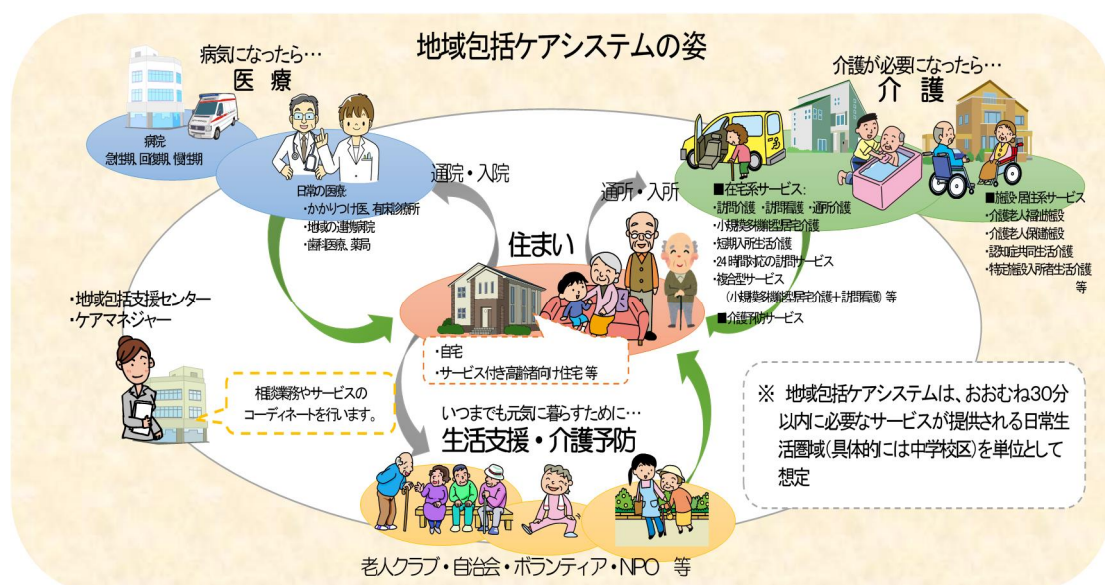 地域包括ケアシステムの姿
病気になったら…
医 療
病院
急性期、回復期、慢性期
日常の医療:
・かかりつけ医、有床診療所
・地域の連携病院
・歯科医療、薬局
通院・入院
介護が必要になったら…
介 護
通所・入所
■在宅系サービス:
・訪問介護 ・訪問看護 ・通所介護
・小規模多機能型居宅介護
・短期入所生活介護
・24時間対応の訪問サービス
・複合型サービス
(小規模多機能型居宅介護+訪問看護) 等
■介護予防サービス
■施設・居住系サービス
・介護老人福祉施設
・介護老人保健施設
・認知症共同生活介護
・特定施設入所者生活介護
等
住まい
・自宅
・サービス付き高齢者向け住宅 等
・地域包括支援センター
・ケアマネジャー
相談業務やサービスの
コーディネートを行います。
いつまでも元気に暮らすために…
生活支援・介護予防
老人クラブ・自治会・ボランティア・NPO 等
※ 地域包括ケアシステムは、おおむね30分
以内に必要なサービスが提供される日常生
活圏域(具体的には中学校区)を単位として
想定